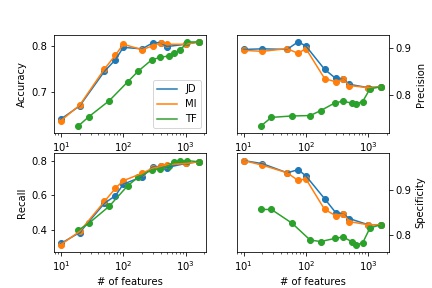 0.8
0.7
Accuracy
JD
MI
TF
10¹ 10² 10³
0.9
0.8
Precision
10¹ 10² 10³
0.8
0.6
0.4
Recall
10¹ 10² 10³
# of features
0.9
0.8
Specificity
10¹ 10² 10³
# of features